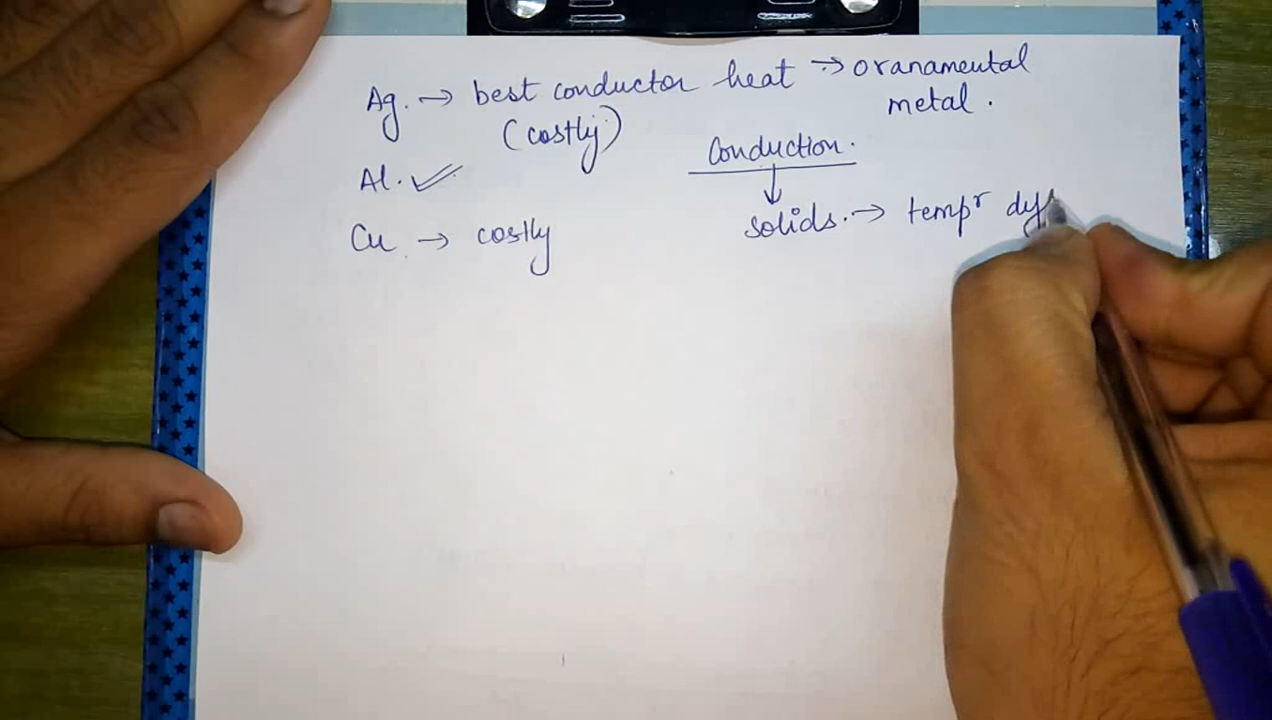 Ag. → best conductor heat → oranamental
metal.
(costly)
Conduction.
Al. ✓
solids. → tempr
Cu → costly